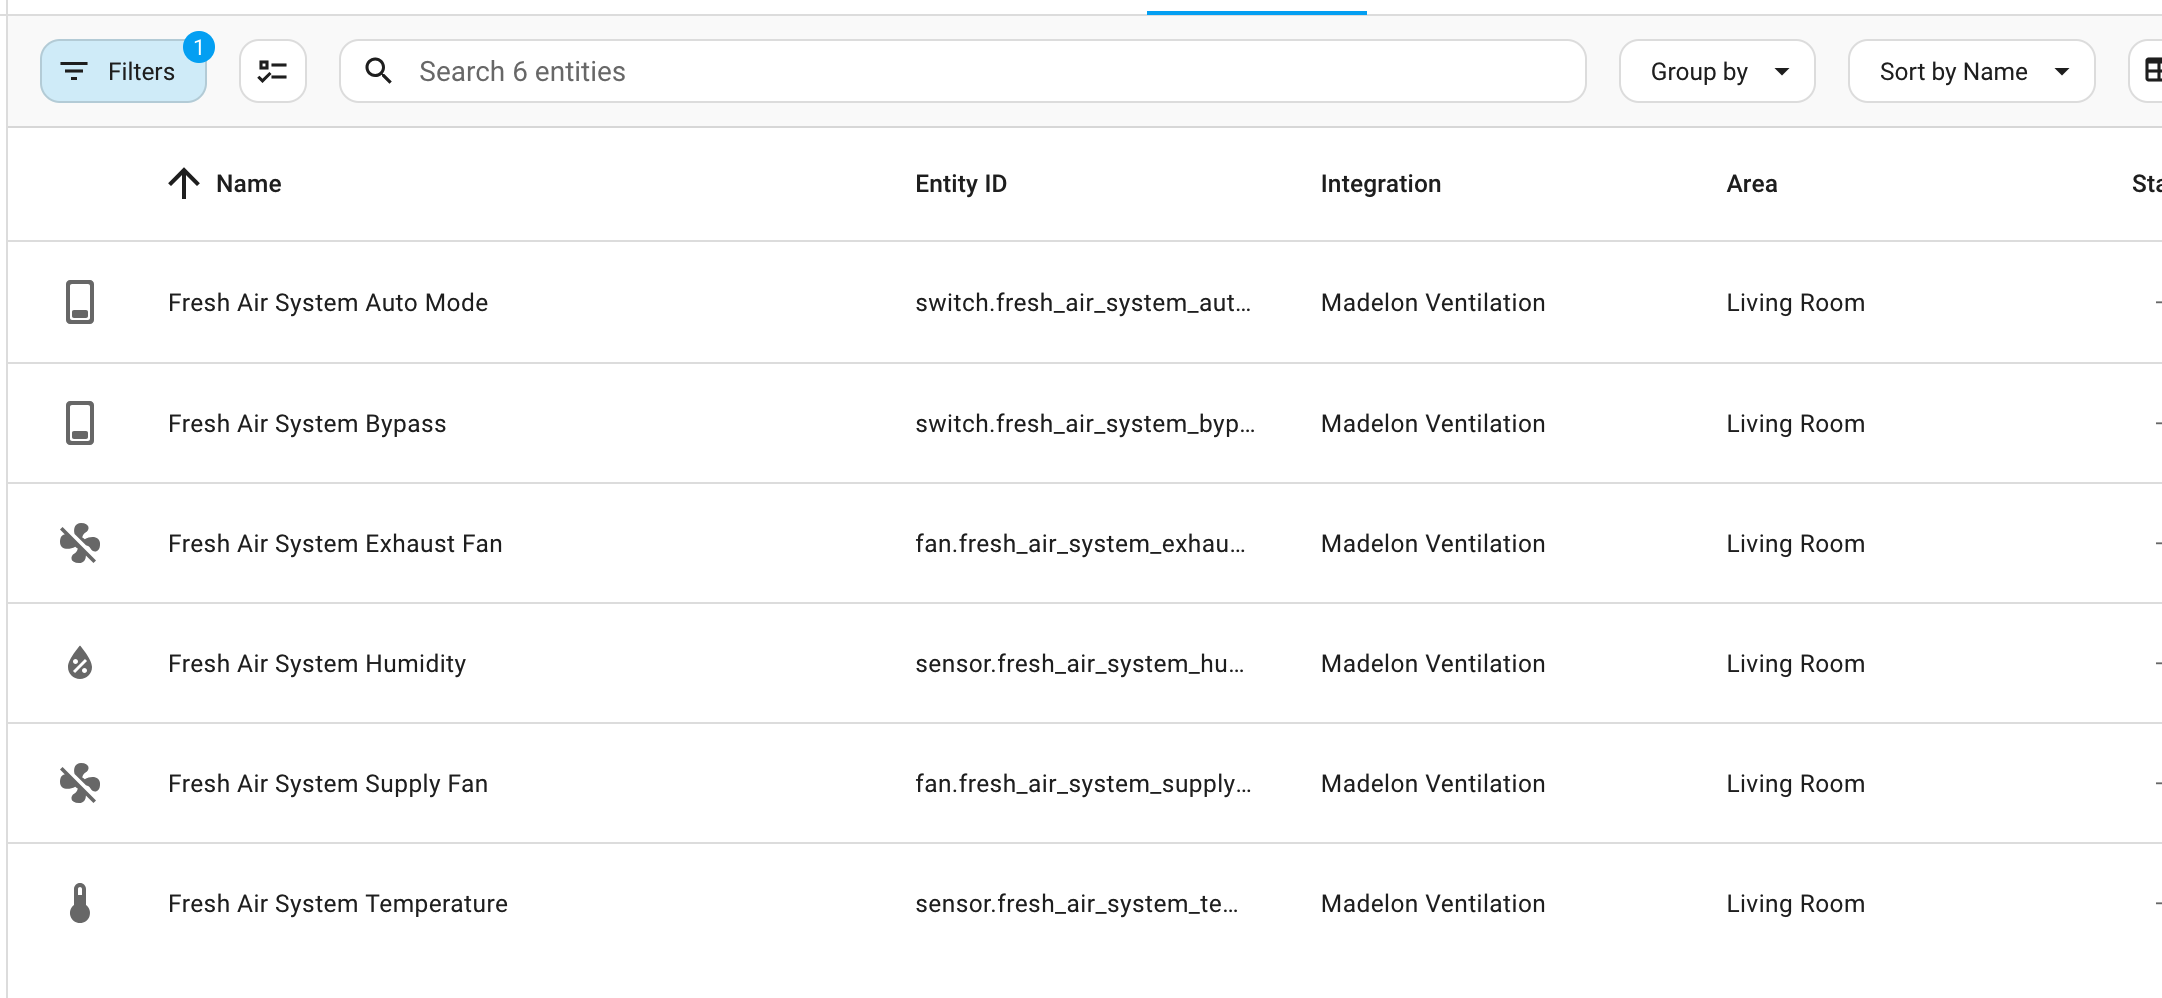 Filters 1 Search 6 entities Group by Sort by Name
Name Entity ID Integration Area Sta
Fresh Air System Auto Mode switch.fresh_air_system_aut... Madelon Ventilation Living Room
Fresh Air System Bypass switch.fresh_air_system_byp... Madelon Ventilation Living Room
Fresh Air System Exhaust Fan fan.fresh_air_system_exhau... Madelon Ventilation Living Room
Fresh Air System Humidity sensor.fresh_air_system_hu... Madelon Ventilation Living Room
Fresh Air System Supply Fan fan.fresh_air_system_supply... Madelon Ventilation Living Room
Fresh Air System Temperature sensor.fresh_air_system_te... Madelon Ventilation Living Room